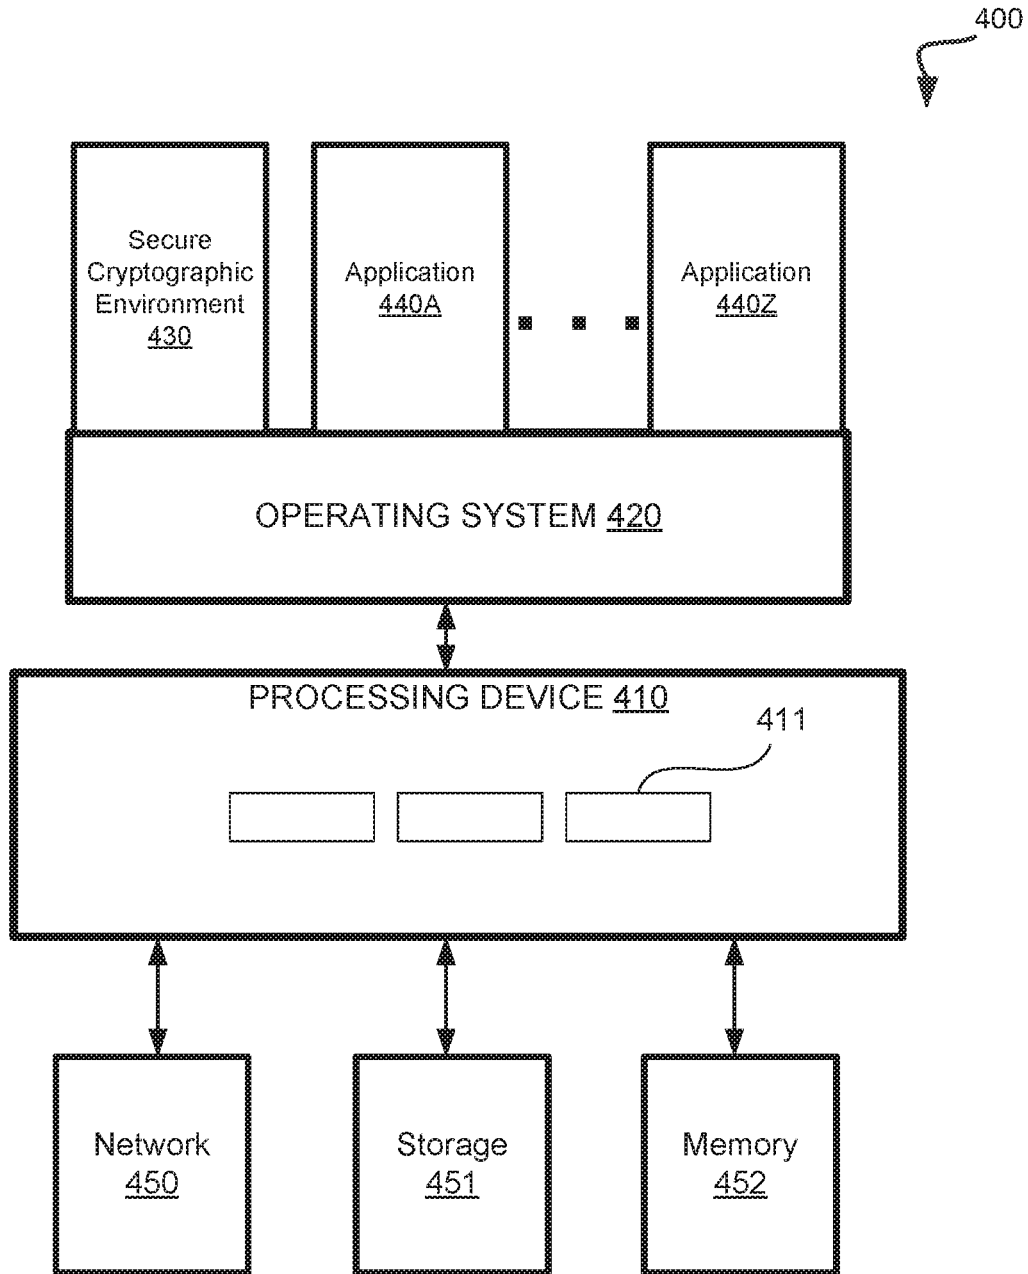 400
Secure
Cryptographic
Environment
430
Application
440A
Application
440Z
OPERATING SYSTEM 420
PROCESSING DEVICE 410
411
Network
450
Storage
451
Memory
452